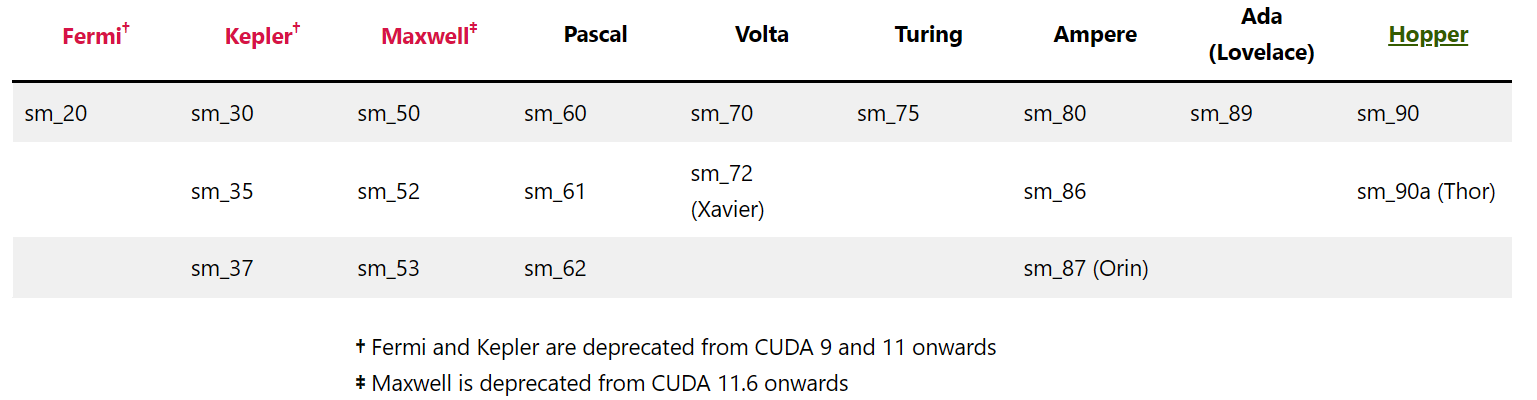 Fermi† Kepler† Maxwell‡ Pascal Volta Turing Ampere Ada (Lovelace) Hopper
sm_20 sm_30 sm_50 sm_60 sm_70 sm_75 sm_80 sm_89 sm_90
sm_35 sm_52 sm_61 sm_72 (Xavier) sm_86 sm_90a (Thor)
sm_37 sm_53 sm_62 sm_87 (Orin)
† Fermi and Kepler are deprecated from CUDA 9 and 11 onwards
‡ Maxwell is deprecated from CUDA 11.6 onwards